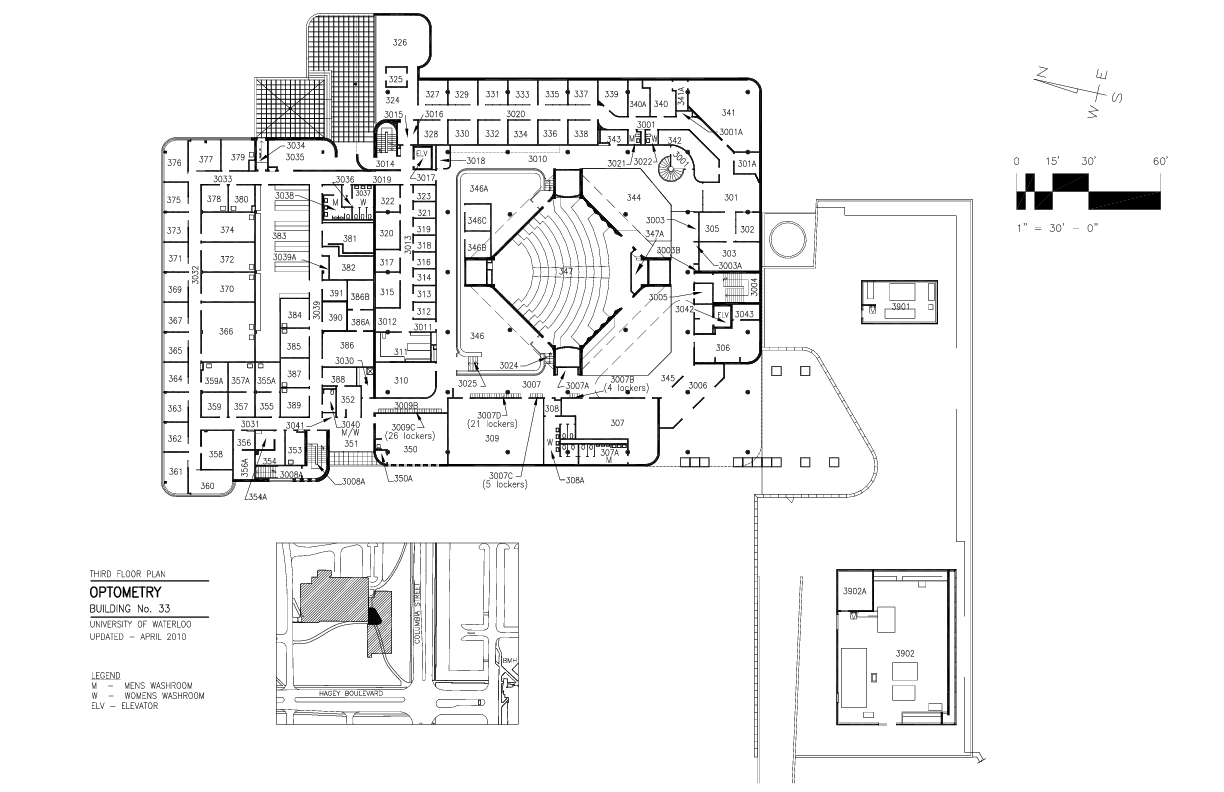 326
325
324
3015
3016
327
329
331
333
335
337
339
340A
340
341A
341
3020
328
330
332
334
336
338
343
M
W
3001
342
3001A
3021
3022
3001
301A
N
E
W
S
0
15'
30'
60'
1" = 30' – 0"
376
377
379
3034
3035
3014
ELV
3017
3018
3010
3033
3036
3019
375
378
380
3038
M
3037
W
322
323
321
346A
344
301
373
374
383
381
320
3013
319
318
346C
346B
3003
347A
305
302
371
372
3039A
382
317
316
3003B
303
3003A
3032
369
370
391
386B
315
314
313
347
3005
3004
3901
M
367
366
384
3039
390
386A
3012
312
3011
3042
ELV
3043
365
385
386
3030
311
346
306
364
359A
357A
355A
387
388
310
3024
3025
3007
3007A
3007B
(4 lockers)
345
3006
363
359
357
355
389
352
3009B
308
362
3031
3041
3040
M/W
3009C
(26 lockers)
3007D
(21 lockers)
307
358
356
353
351
350
309
W
307A
M
361
356A
354
360
354A
3008A
3008A
350A
3007C
(5 lockers)
308A
THIRD FLOOR PLAN
OPTOMETRY
BUILDING No. 33
UNIVERSITY OF WATERLOO
UPDATED – APRIL 2010
LEGEND
M – MENS WASHROOM
W – WOMENS WASHROOM
ELV – ELEVATOR
COLUMBIA STREET
BMH
HAGEY BOULEVARD
3902A
3902